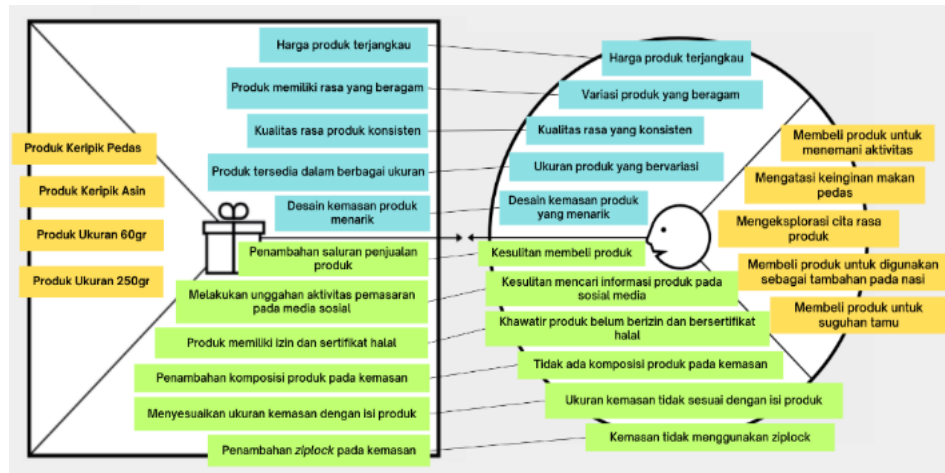 Harga produk terjangkau
Produk memiliki rasa yang beragam
Kualitas rasa produk konsisten
Produk tersedia dalam berbagai ukuran
Desain kemasan produk
menarik
Produk Keripik Pedas
Produk Keripik Asin
Produk Ukuran 60gr
Produk Ukuran 250gr
Penambahan saluran penjualan
produk
Melakukan unggahan aktivitas pemasaran
pada media sosial
Produk memiliki izin dan sertifikat halal
Penambahan komposisi produk pada kemasan
Menyesuaikan ukuran kemasan dengan isi produk
Penambahan ziplock pada kemasan
Harga produk terjangkau
Variasi produk yang beragam
Kualitas rasa yang konsisten
Ukuran produk yang bervariasi
Desain kemasan produk
yang menarik
Kesulitan membeli produk
Kesulitan mencari informasi produk pada
sosial media
Khawatir produk belum berizin dan bersertifikat
halal
Tidak ada komposisi produk pada kemasan
Ukuran kemasan tidak sesuai dengan isi produk
Kemasan tidak menggunakan ziplock
Membeli produk untuk
menemani aktivitas
Mengatasi keinginan makan
pedas
Mengeksplorasi cita rasa
produk
Membeli produk untuk digunakan
sebagai tambahan pada nasi
Membeli produk untuk
suguhan tamu